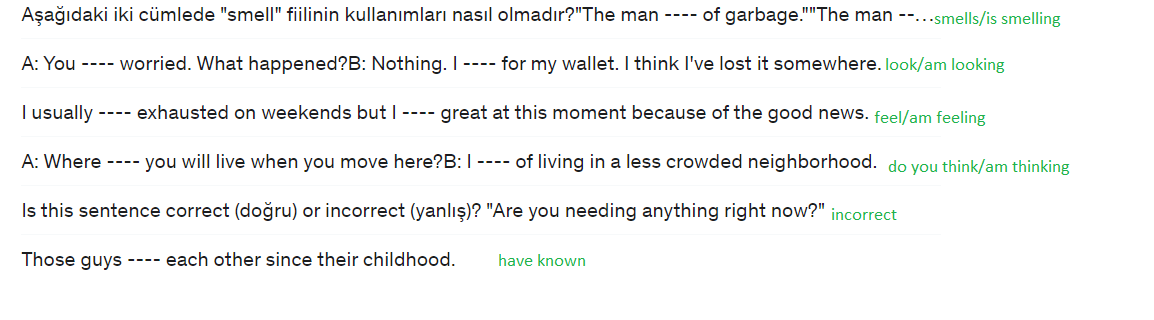 Aşağıdaki iki cümlede "smell" fiilinin kullanımları nasıl olmadır?"The man ---- of garbage.""The man --… smells/is smelling
A: You ---- worried. What happened?B: Nothing. I ---- for my wallet. I think I've lost it somewhere. look/am looking
I usually ---- exhausted on weekends but I ---- great at this moment because of the good news. feel/am feeling
A: Where ---- you will live when you move here?B: I ---- of living in a less crowded neighborhood. do you think/am thinking
Is this sentence correct (doğru) or incorrect (yanlış)? "Are you needing anything right now?" incorrect
Those guys ---- each other since their childhood. have known